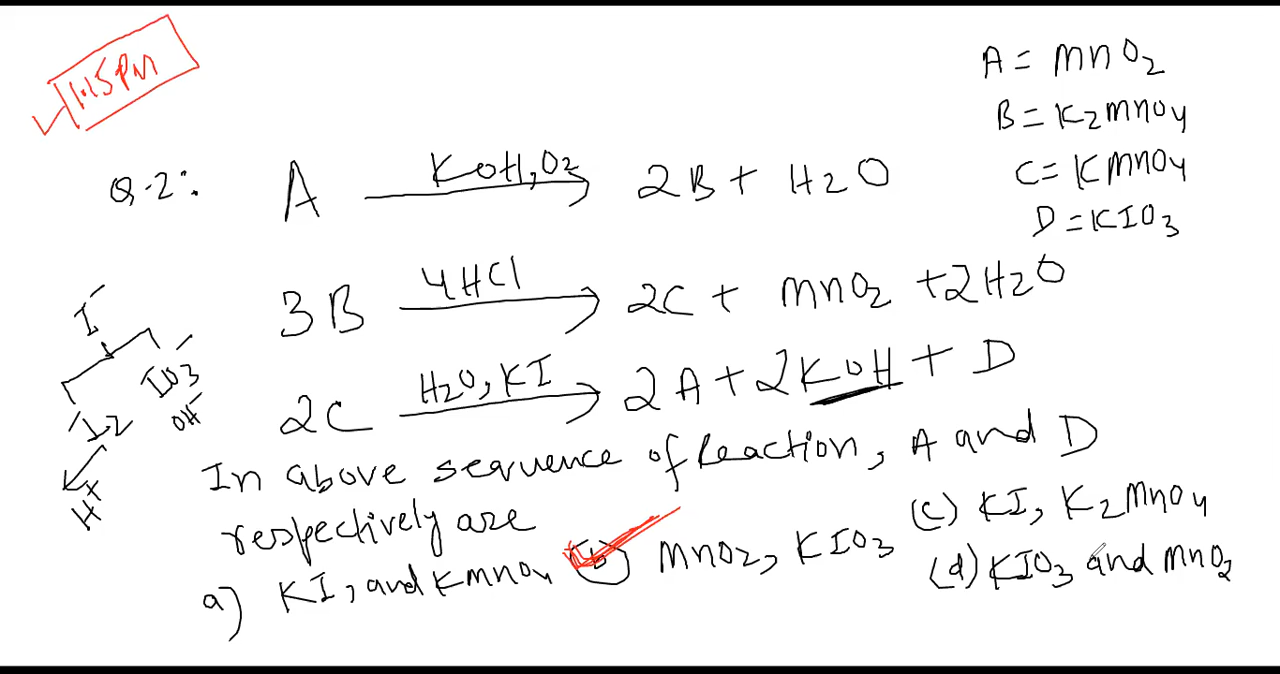 1:15PM
A = MnO2
B = K2MnO4
C = KMnO4
D = KIO3
Q.2:. A KOH, O2 2B + H2O
3B 4HCl 2C + MnO2 + 2H2O
2C H2O, KI 2A + 2KOH + D
I-
I2
IO3-
OH-
H+
In above sequence of Reaction, A and D
respectively are
a) KI, and KMnO4 (b) MnO2, KIO3
(c) KI, K2MnO4
(d) KIO3 and MnO2